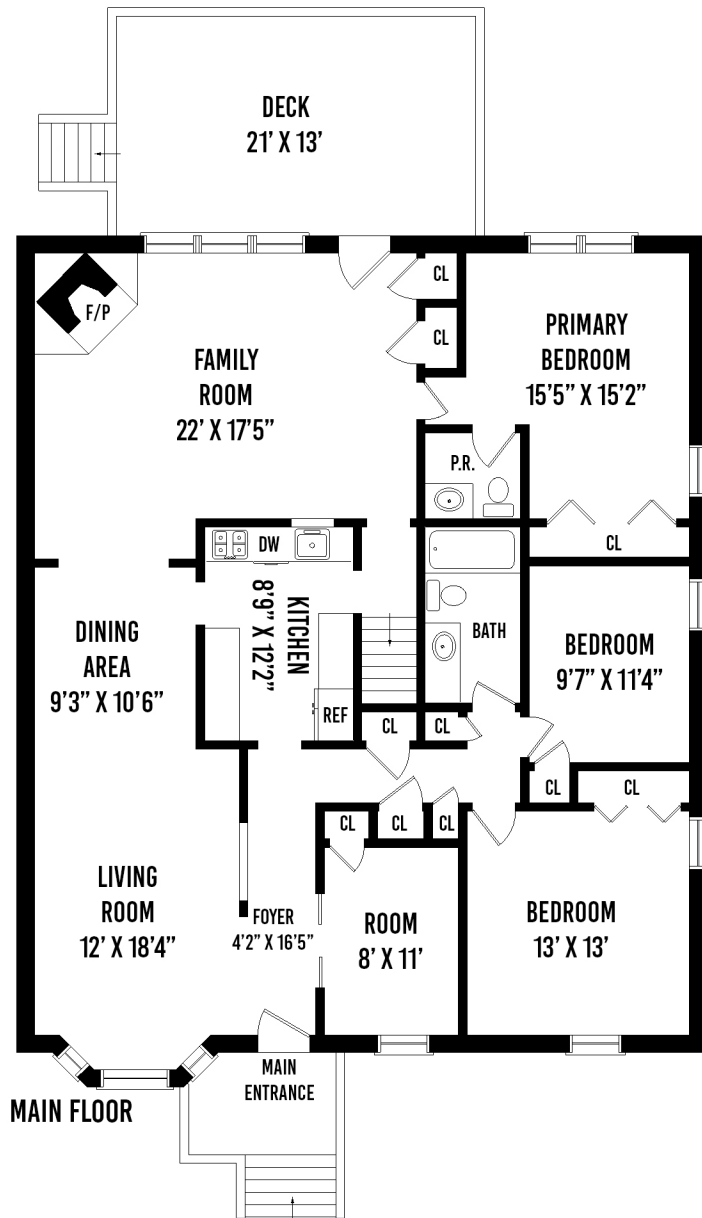 DECK
21’ X 13’
CL
F/P
CL
PRIMARY
BEDROOM
15’5” X 15’2”
FAMILY
ROOM
22’ X 17’5”
P.R.
DW
CL
KITCHEN
8’9” X 12’2”
DINING
AREA
9’3” X 10’6”
BATH
BEDROOM
9’7” X 11’4”
REF
CL
CL
CL
CL
CL
CL
CL
LIVING
ROOM
12’ X 18’4”
FOYER
4’2” X 16’5”
ROOM
8’ X 11’
BEDROOM
13’ X 13’
MAIN
ENTRANCE
MAIN FLOOR